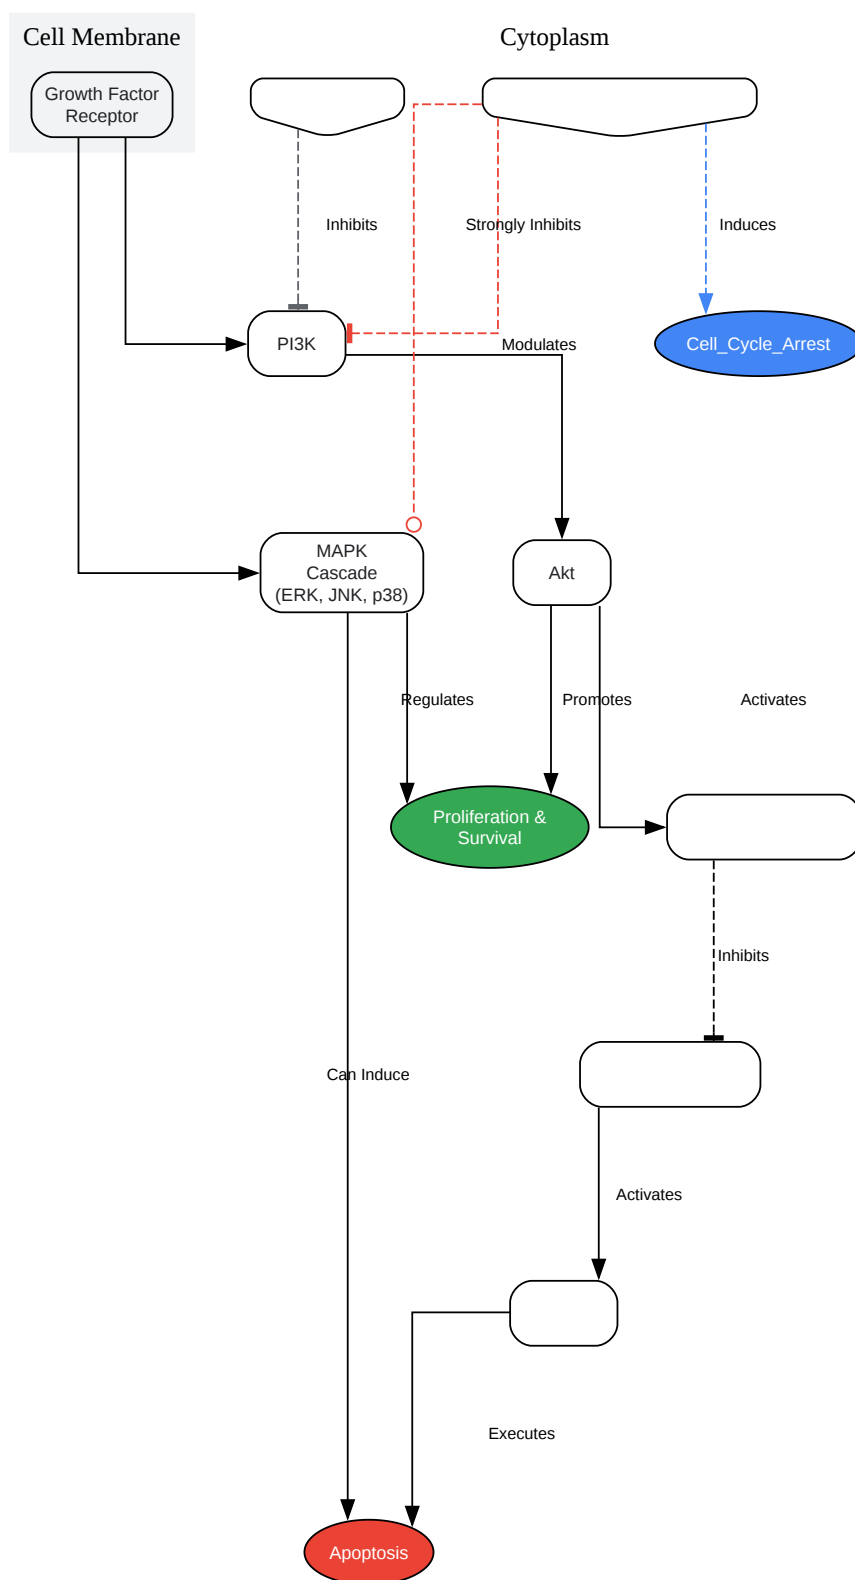 Cell Membrane
Cytoplasm
Growth Factor
Receptor
Inhibits
Strongly Inhibits
Induces
PI3K
Modulates
Cell_Cycle_Arrest
MAPK
Cascade
(ERK, JNK, p38)
Akt
Regulates
Promotes
Activates
Proliferation &
Survival
Inhibits
Can Induce
Activates
Executes
Apoptosis